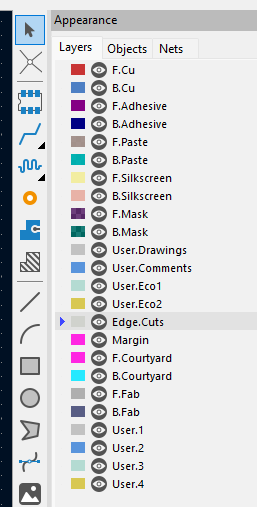 Appearance
Layers Objects Nets
F.Cu
B.Cu
F.Adhesive
B.Adhesive
F.Paste
B.Paste
F.Silkscreen
B.Silkscreen
F.Mask
B.Mask
User.Drawings
User.Comments
User.Eco1
User.Eco2
Edge.Cuts
Margin
F.Courtyard
B.Courtyard
F.Fab
B.Fab
User.1
User.2
User.3
User.4